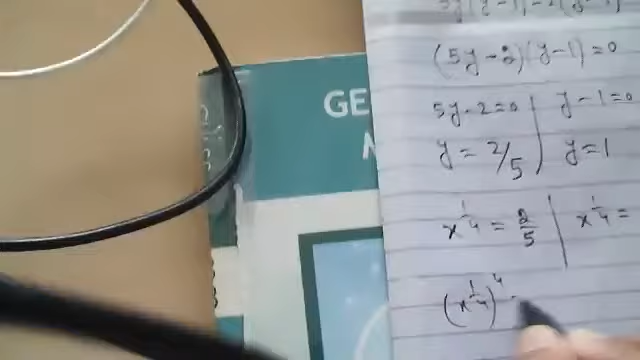 GE
(5y-2)(y-1)=0
5y-2=0 | y-1=0
y = 2/5 | y=1
x^{1/4} = 2/5 | x^{1/4} =
(x^{1/4})^4